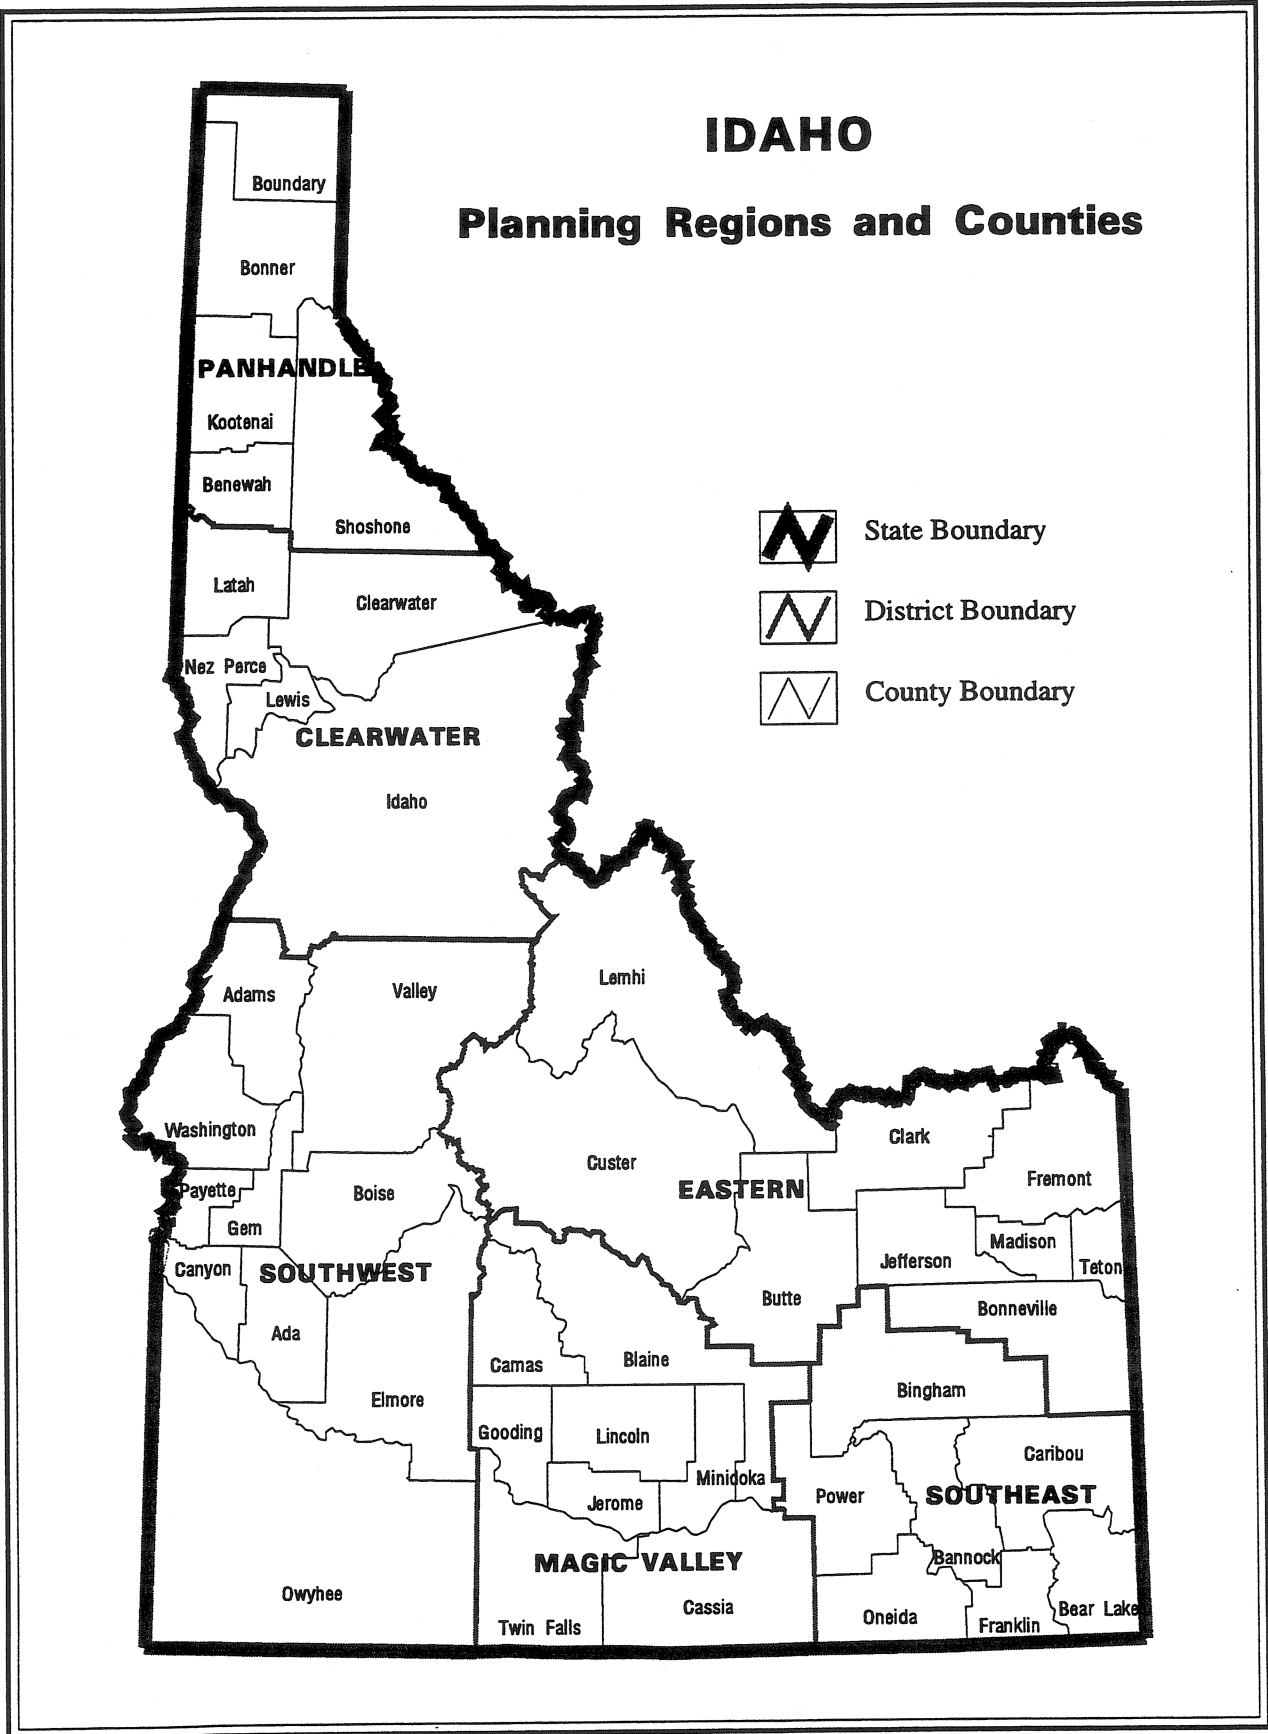 IDAHO
Planning Regions and Counties
Boundary
Bonner
PANHANDLE
Kootenai
Benewah
Shoshone
State Boundary
Latah
Clearwater
District Boundary
Nez Perce
Lewis
County Boundary
CLEARWATER
Idaho
Lemhi
Adams
Valley
Washington
Clark
Custer
EASTERN
Fremont
Payette
Boise
Gem
Madison
Jefferson
Teton
Canyon
SOUTHWEST
Butte
Bonneville
Ada
Camas
Blaine
Bingham
Elmore
Gooding
Lincoln
Caribou
Minidoka
Jerome
Power
SOUTHEAST
MAGIC VALLEY
Bannock
Owyhee
Cassia
Twin Falls
Oneida
Franklin
Bear Lake